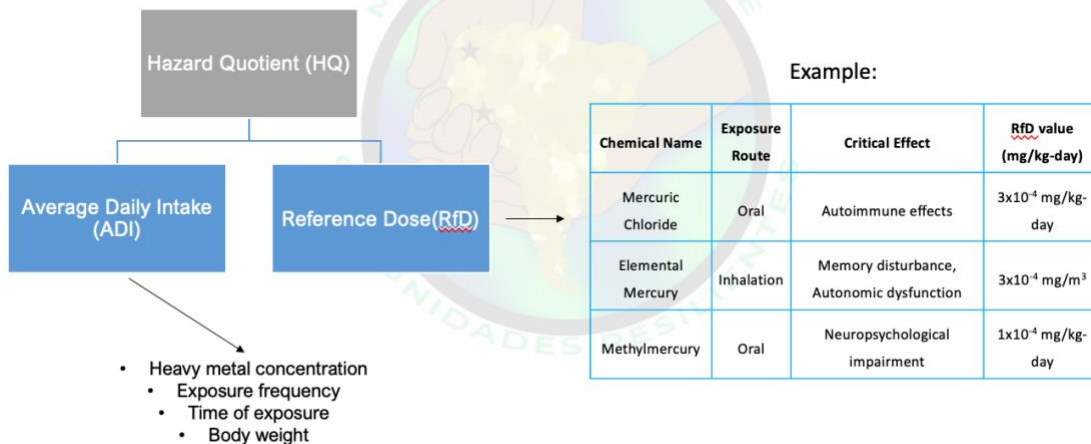 Hazard Quotient (HQ)
Average Daily Intake
(ADI)
Reference Dose(RfD)
• Heavy metal concentration
• Exposure frequency
• Time of exposure
• Body weight
Example:
Chemical Name
Exposure
Route
Critical Effect
RfD value
(mg/kg-day)
Mercuric
Chloride
Oral
Autoimmune effects
3x10⁻⁴ mg/kg-
day
Elemental
Mercury
Inhalation
Memory disturbance,
Autonomic dysfunction
3x10⁻⁴ mg/m³
Methylmercury
Oral
Neuropsychological
impairment
1x10⁻⁴ mg/kg-
day